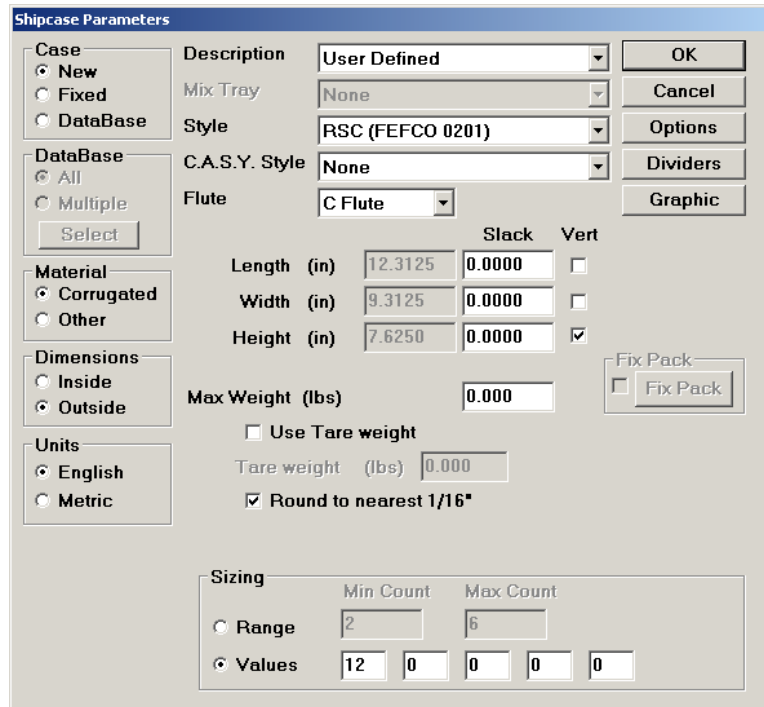 Shipcase Parameters
Case
New
Fixed
DataBase
DataBase
All
Multiple
Select
Material
Corrugated
Other
Dimensions
Inside
Outside
Units
English
Metric
Description User Defined
Mix Tray None
Style RSC (FEFCO 0201)
C.A.S.Y. Style None
Flute C Flute
OK
Cancel
Options
Dividers
Graphic
Slack Vert
Length (in) 12.3125 0.0000
Width (in) 9.3125 0.0000
Height (in) 7.6250 0.0000
Fix Pack
Fix Pack
Max Weight (lbs) 0.000
Use Tare weight
Tare weight (lbs) 0.000
Round to nearest 1/16"
Sizing
Min Count Max Count
Range 2 6
Values 12 0 0 0 0